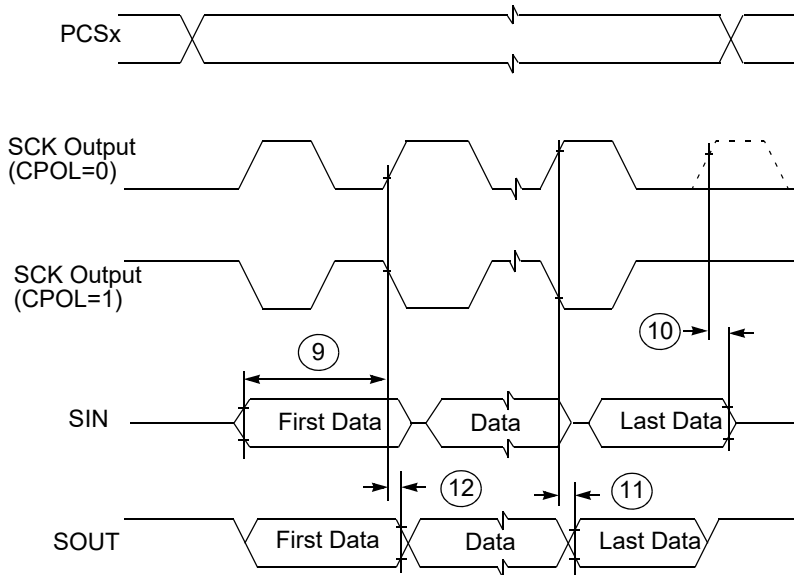 PCSx
SCK Output
(CPOL=0)
SCK Output
(CPOL=1)
10
9
SIN
First Data
Data
Last Data
12
11
SOUT
First Data
Data
Last Data